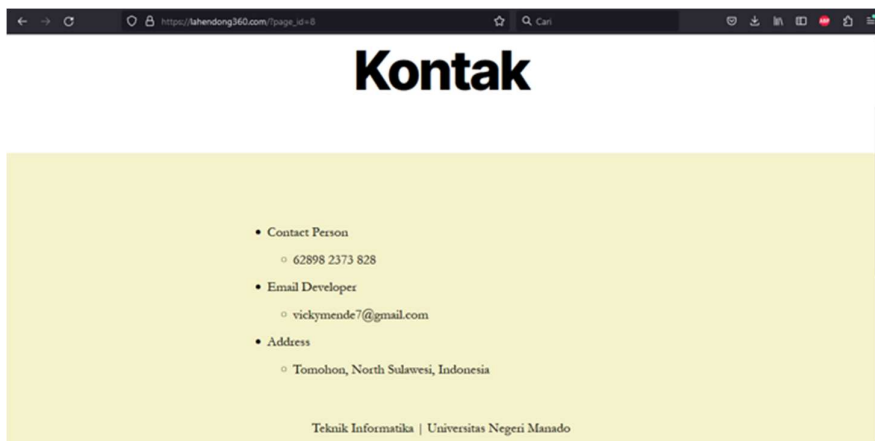 https://lahendong360.com/?page_id=8
Cari
ABP
Kontak
Contact Person
62898 2373 828
Email Developer
vickymende7@gmail.com
Address
Tomohon, North Sulawesi, Indonesia
Teknik Informatika | Universitas Negeri Manado